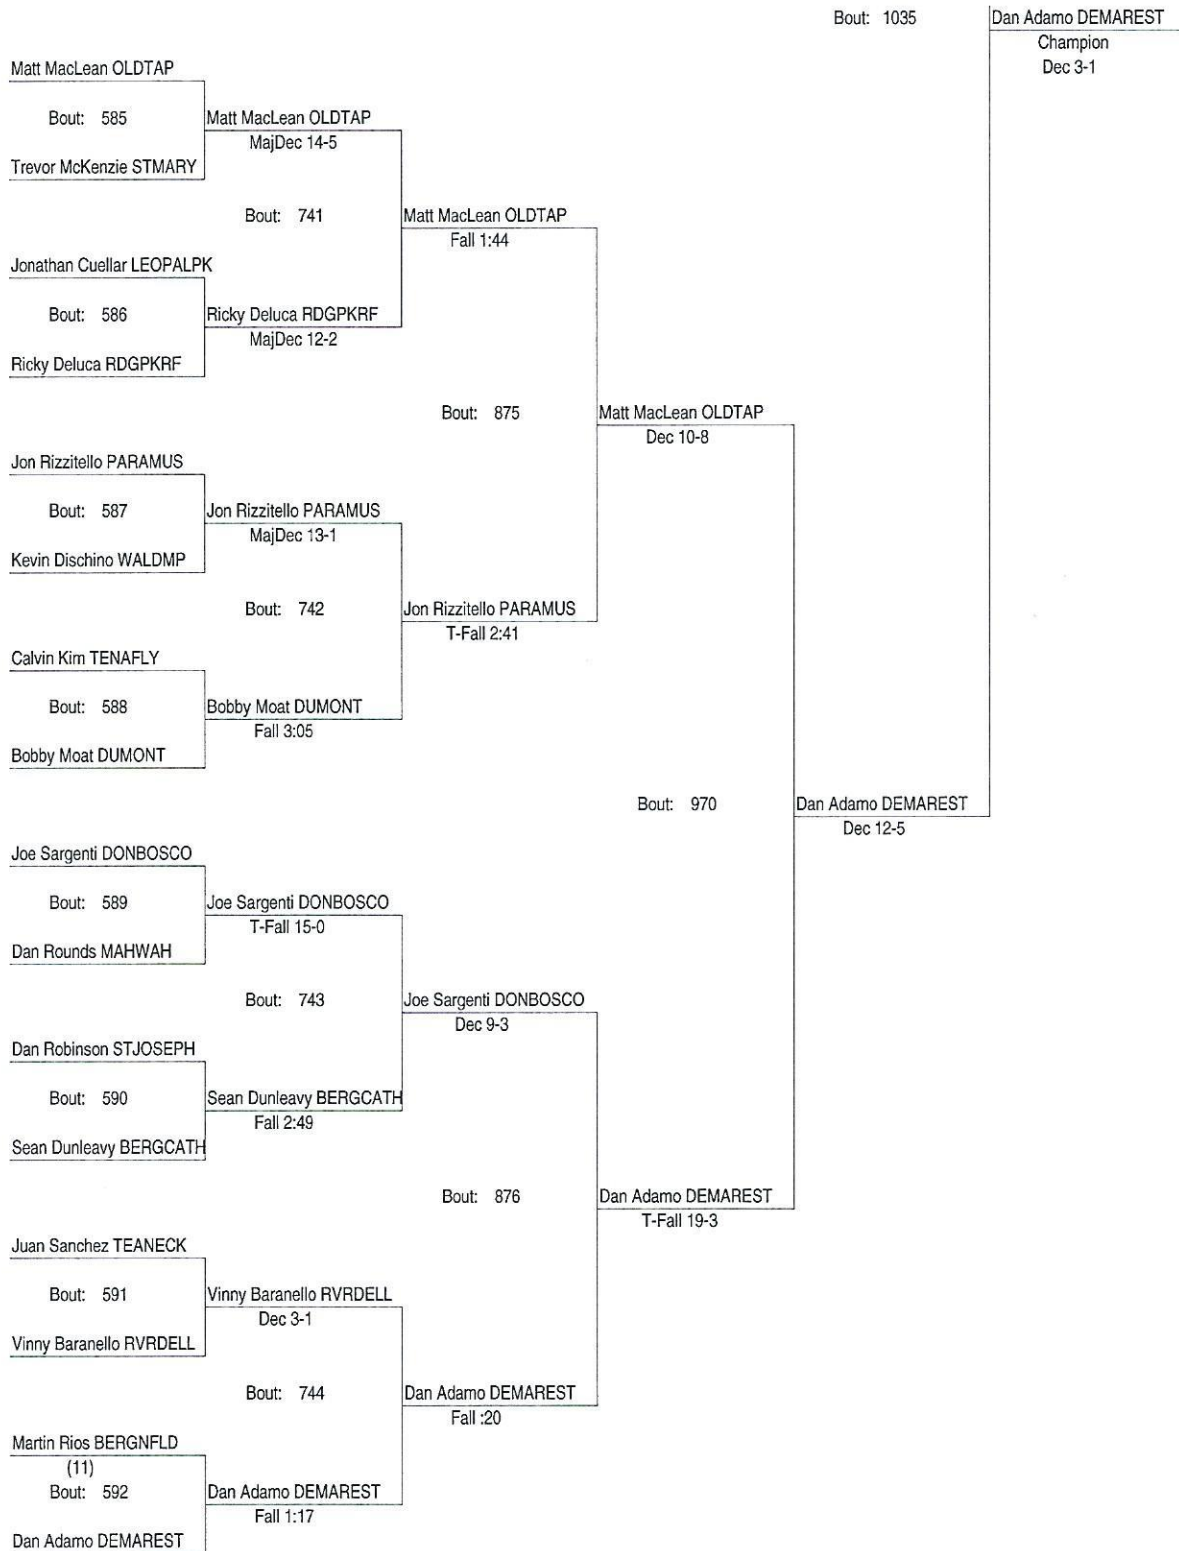 Bout: 1035
Dan Adamo DEMAREST
Champion
Dec 3-1
Matt MacLean OLDTAP
Bout: 585
Matt MacLean OLDTAP
MajDec 14-5
Trevor McKenzie STMARY
Bout: 741
Matt MacLean OLDTAP
Fall 1:44
Jonathan Cuellar LEOPALPK
Bout: 586
Ricky Deluca RDGPKRF
MajDec 12-2
Ricky Deluca RDGPKRF
Bout: 875
Matt MacLean OLDTAP
Dec 10-8
Jon Rizzitello PARAMUS
Bout: 587
Jon Rizzitello PARAMUS
MajDec 13-1
Kevin Dischino WALDMP
Bout: 742
Jon Rizzitello PARAMUS
T-Fall 2:41
Calvin Kim TENAFLY
Bout: 588
Bobby Moat DUMONT
Fall 3:05
Bobby Moat DUMONT
Bout: 970
Dan Adamo DEMAREST
Dec 12-5
Joe Sargenti DONBOSCO
Bout: 589
Joe Sargenti DONBOSCO
T-Fall 15-0
Dan Rounds MAHWAH
Bout: 743
Joe Sargenti DONBOSCO
Dec 9-3
Dan Robinson STJOSEPH
Bout: 590
Sean Dunleavy BERGCATH
Fall 2:49
Sean Dunleavy BERGCATH
Bout: 876
Dan Adamo DEMAREST
T-Fall 19-3
Juan Sanchez TEANECK
Bout: 591
Vinny Baranello RVRDELL
Dec 3-1
Vinny Baranello RVRDELL
Bout: 744
Dan Adamo DEMAREST
Fall :20
Martin Rios BERGNFLD
(11)
Bout: 592
Dan Adamo DEMAREST
Fall 1:17
Dan Adamo DEMAREST